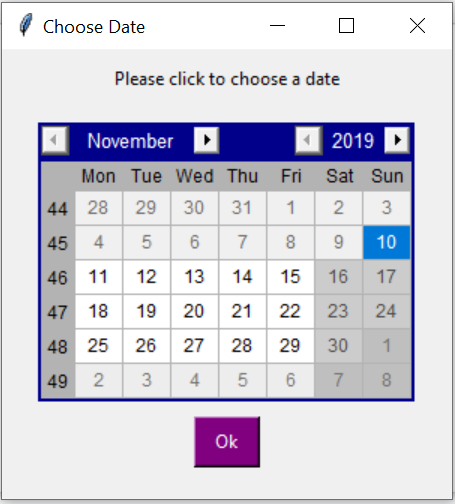 Choose Date
Please click to choose a date
November 2019
Mon Tue Wed Thu Fri Sat Sun
44 28 29 30 31 1 2 3
45 4 5 6 7 8 9 10
46 11 12 13 14 15 16 17
47 18 19 20 21 22 23 24
48 25 26 27 28 29 30 1
49 2 3 4 5 6 7 8
Ok